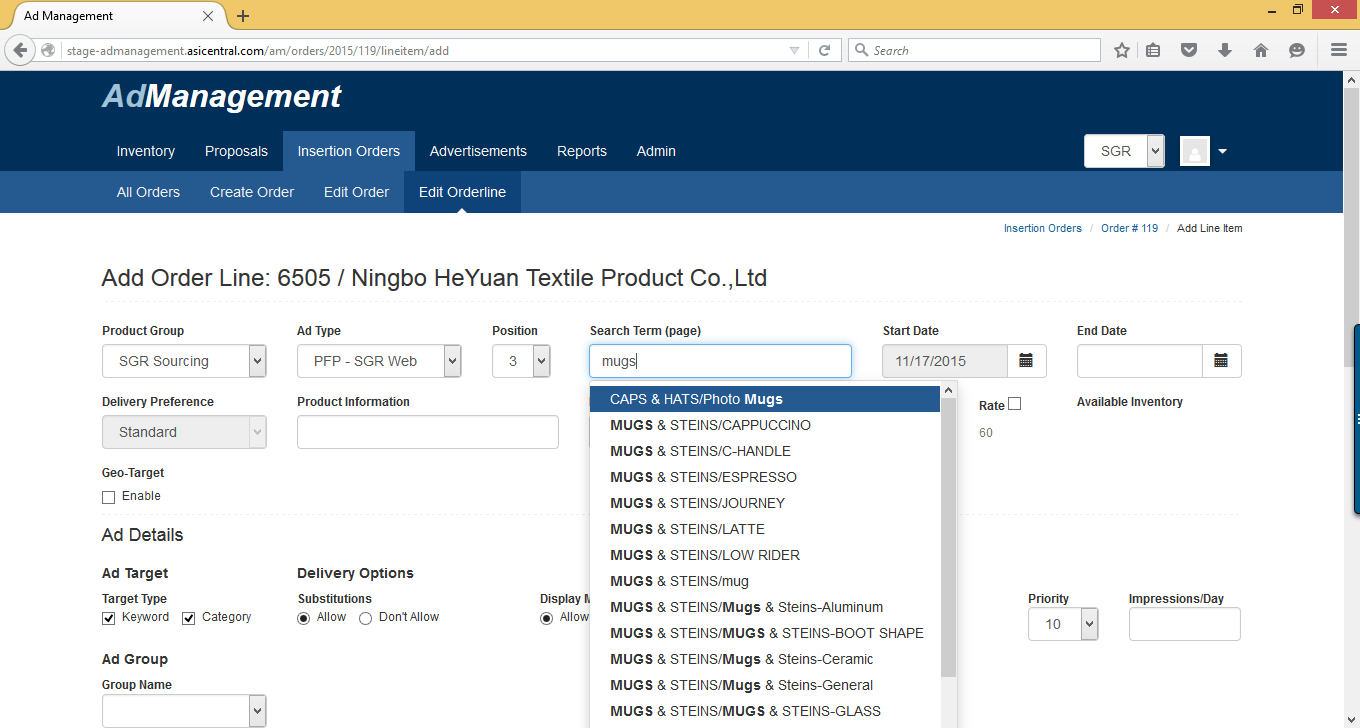 Ad Management
stage-admanagement.asicentral.com/am/orders/2015/119/lineitem/add
Search
AdManagement
Inventory Proposals Insertion Orders Advertisements Reports Admin
SGR
All Orders Create Order Edit Order Edit Orderline
Insertion Orders / Order # 119 / Add Line Item
Add Order Line: 6505 / Ningbo HeYuan Textile Product Co.,Ltd
Product Group Ad Type Position Search Term (page) Start Date End Date
SGR Sourcing PFP - SGR Web 3 mugs 11/17/2015
Delivery Preference Product Information Rate Available Inventory
Standard 60
CAPS & HATS/Photo Mugs
MUGS & STEINS/CAPPUCCINO
MUGS & STEINS/C-HANDLE
MUGS & STEINS/ESPRESSO
MUGS & STEINS/JOURNEY
MUGS & STEINS/LATTE
MUGS & STEINS/LOW RIDER
MUGS & STEINS/mug
MUGS & STEINS/Mugs & Steins-Aluminum
MUGS & STEINS/MUGS & STEINS-BOOT SHAPE
MUGS & STEINS/Mugs & Steins-Ceramic
MUGS & STEINS/Mugs & Steins-General
MUGS & STEINS/MUGS & STEINS-GLASS
Geo-Target
Enable
Ad Details
Ad Target Delivery Options
Target Type Substitutions Display Priority Impressions/Day
Keyword Category Allow Don't Allow Allow 10
Ad Group
Group Name